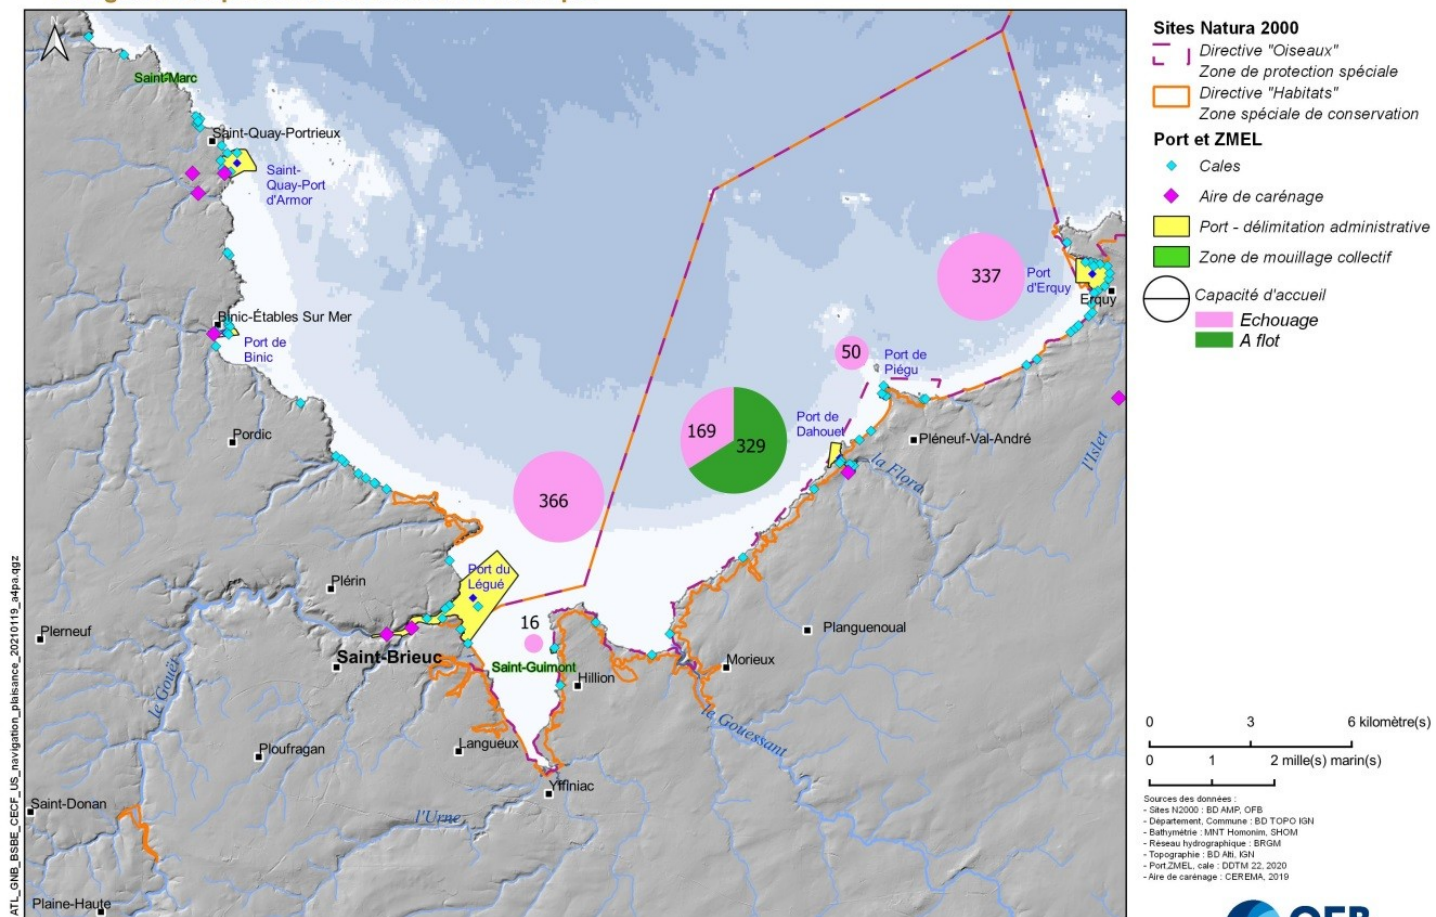 N
Saint-Marc
Saint-Quay-Portrieux
Saint-
Quay-Port
d'Armor
Binic-Étables Sur Mer
Port de
Binic
Pordic
337
Port
d'Erquy
Erquy
50
Port de
Piégu
Port de
Dahouet
169
329
Pléneuf-Val-André
la Flora
l'Islet
366
Port du
Légué
Plérin
Plerneuf
16
Planguenoual
Saint-Brieuc
Saint-Guimont
Hillion
Morieux
le Gouët
le Gouessant
Ploufragan
Langueux
Yffiniac
Saint-Donan
l'Urne
Plaine-Haute
ATL_GNB_BSBE_CECF_US_navigation_plaisance_20210119_a4pa.qgz
Sites Natura 2000
Directive "Oiseaux"
Zone de protection spéciale
Directive "Habitats"
Zone spéciale de conservation
Port et ZMEL
Cales
Aire de carénage
Port - délimitation administrative
Zone de mouillage collectif
Capacité d'accueil
Echouage
A flot
0 3 6 kilomètre(s)
0 1 2 mille(s) marin(s)
Sources des données :
- Sites N2000 : BD AMP, OFB
- Département, Commune : BD TOPO IGN
- Bathymétrie : MNT Homonim, SHOM
- Réseau hydrographique : BRGM
- Topographie : BD Alti, IGN
- Port,ZMEL, cale : DDTM 22, 2020
- Aire de carénage : CEREMA, 2019
OFB